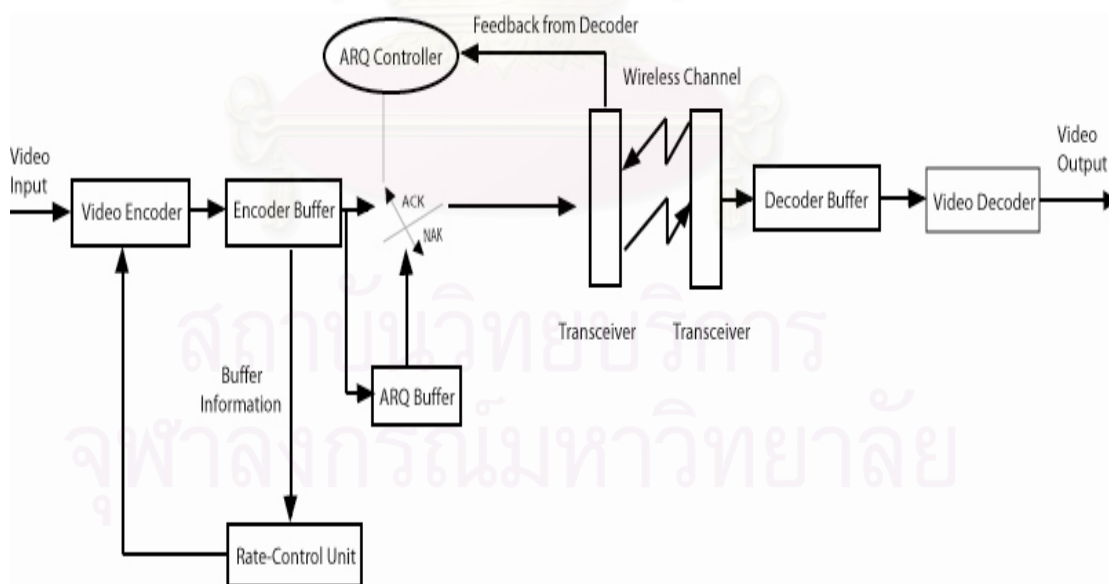 Feedback from Decoder
ARQ Controller
Wireless Channel
Video
Input
Video
Output
Video Encoder
Encoder Buffer
ACK
NAK
Decoder Buffer
Video Decoder
Transceiver
Transceiver
สถาบันวิทยบริการ
Buffer
Information
ARQ Buffer
จุฬาลงกรณ์มหาวิทยาลัย
Rate-Control Unit